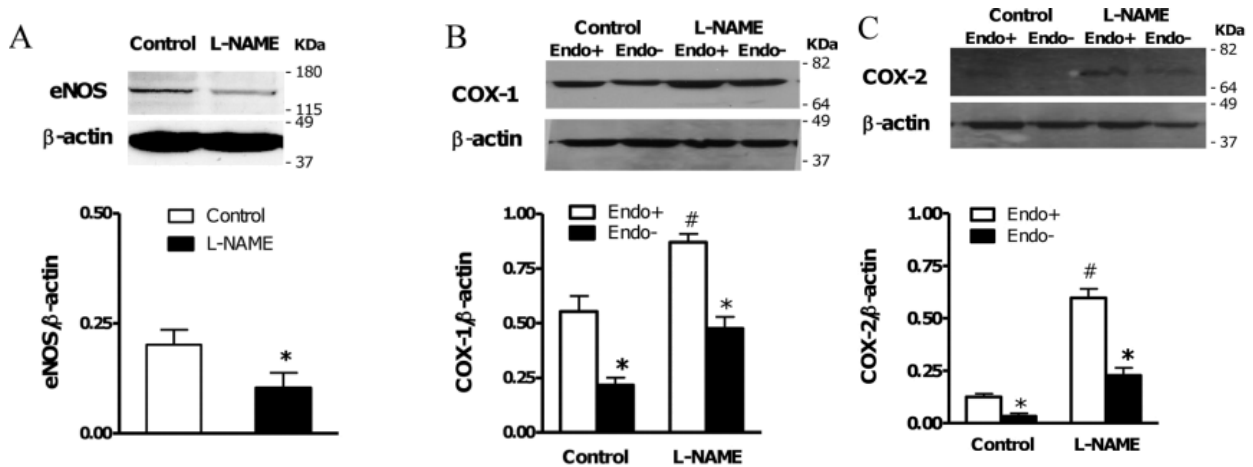 A
Control L-NAME KDa
- 180
eNOS
- 115
- 49
β-actin
- 37
0.50
Control
L-NAME
eNOS/β-actin
0.25
*
0.00
B
Control L-NAME
Endo+ Endo- Endo+ Endo- KDa
- 82
COX-1
- 64
- 49
β-actin
- 37
1.00
Endo+
Endo-
#
0.75
COX-1/β-actin
0.50
*
*
0.25
0.00
Control L-NAME
C
Control L-NAME
Endo+ Endo- Endo+ Endo- KDa
- 82
COX-2
- 64
- 49
β-actin
- 37
1.00
Endo+
Endo-
0.75
#
COX-2/β-actin
0.50
*
0.25
*
0.00
Control L-NAME